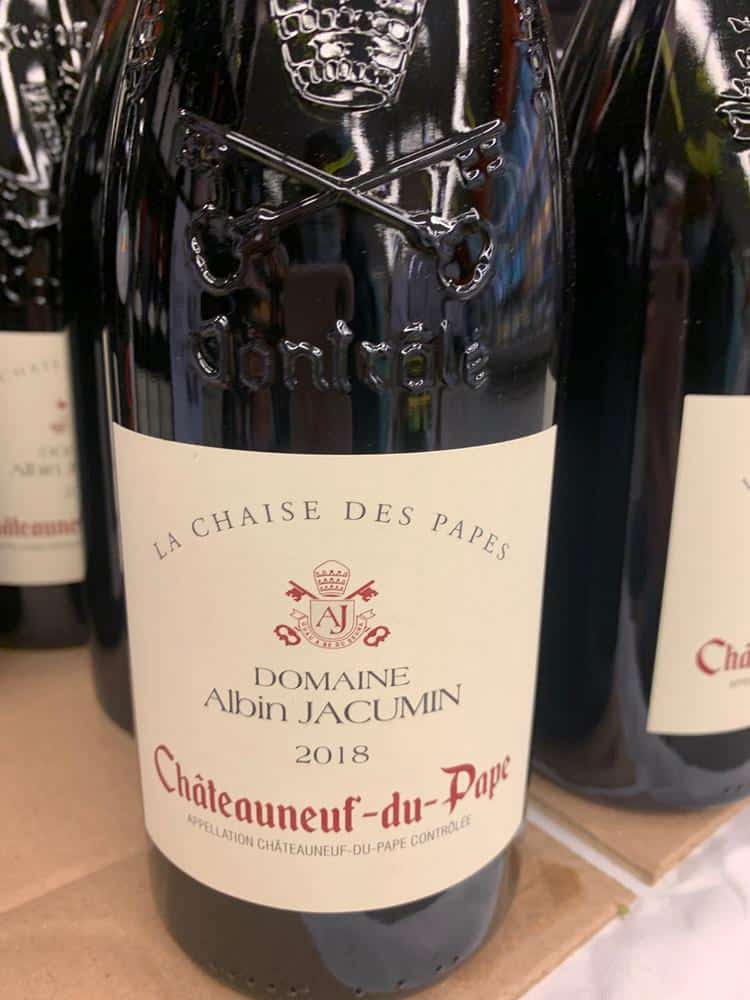 Contrôlé
LA CHAISE DES PAPES
AJ
DOMAINE
Albin JACUMIN
2018
Châteauneuf-du-Pape
APPELLATION CHÂTEAUNEUF-DU-PAPE CONTRÔLÉE